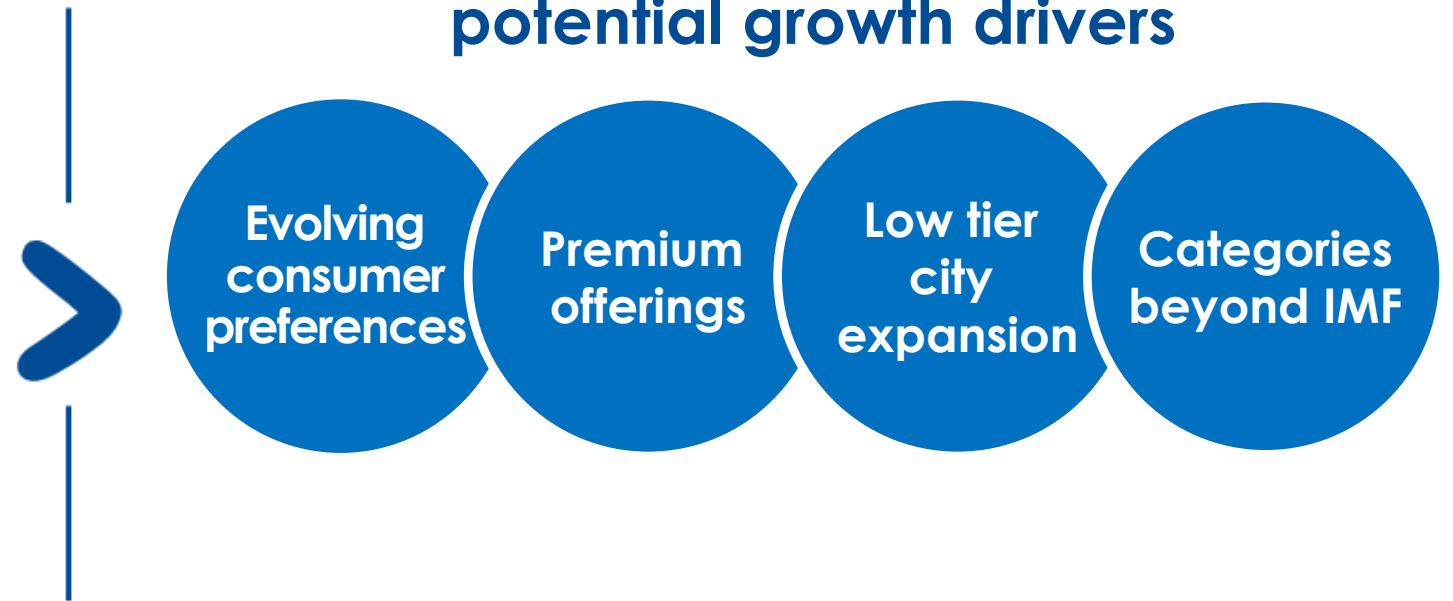 potential growth drivers
Evolving
consumer
preferences
Premium
offerings
Low tier
city
expansion
Categories
beyond IMF